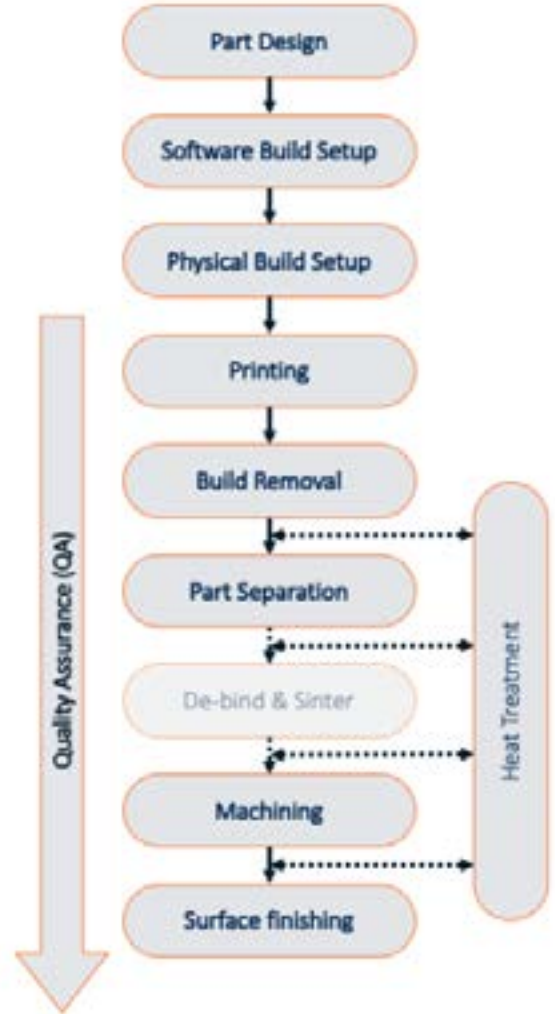 Part Design
Software Build Setup
Physical Build Setup
Printing
Build Removal
Part Separation
De-bind & Sinter
Machining
Surface finishing
Quality Assurance (QA)
Heat Treatment